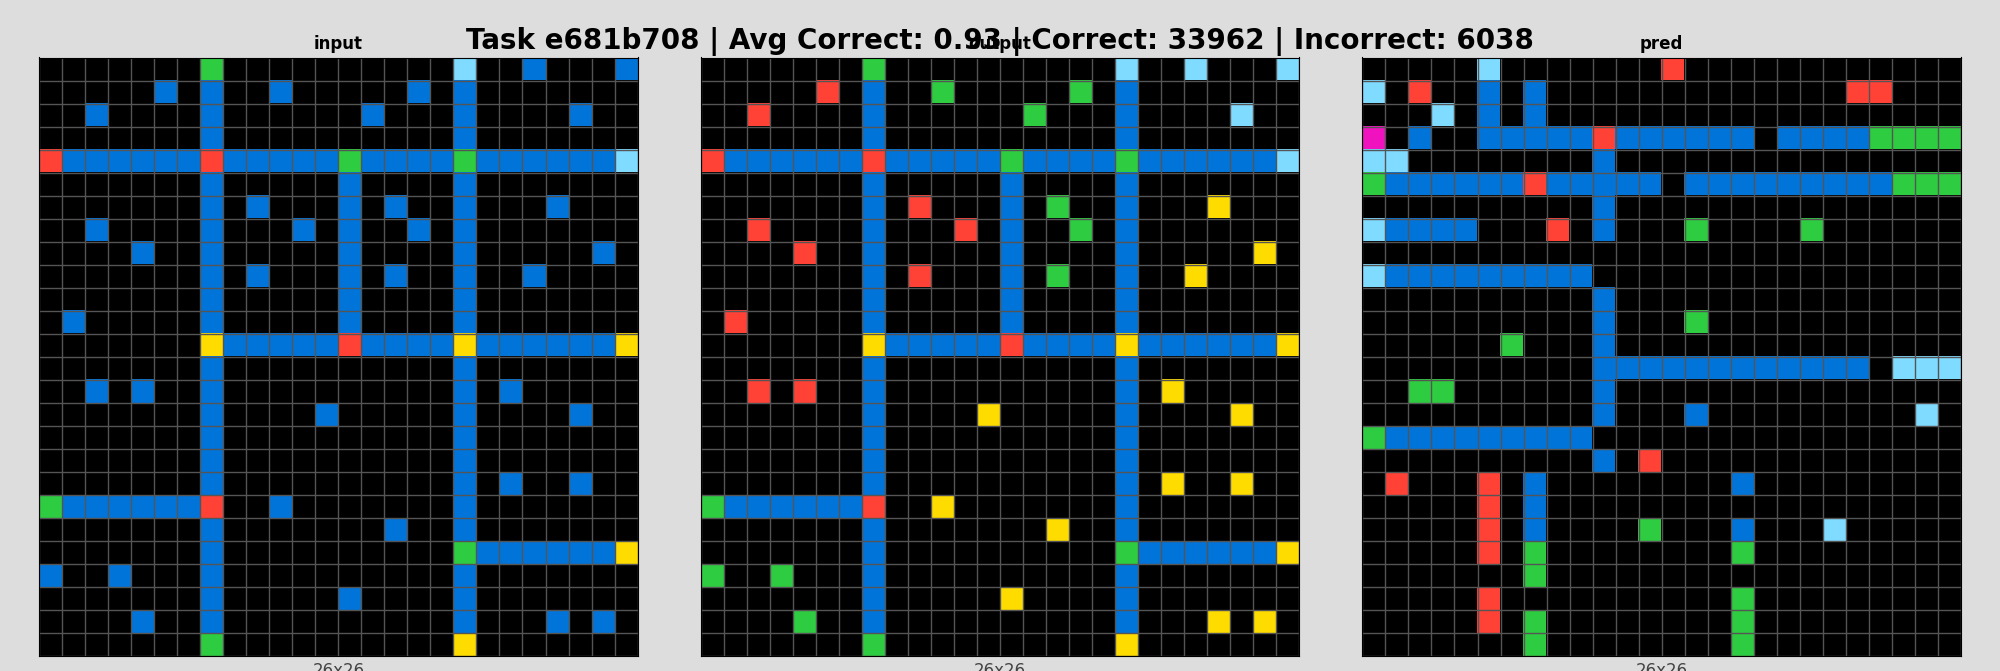 Task e681b708 | Avg Correct: 0.93 | Correct: 33962 | Incorrect: 6038
input
output
pred
26x26
26x26
26x26